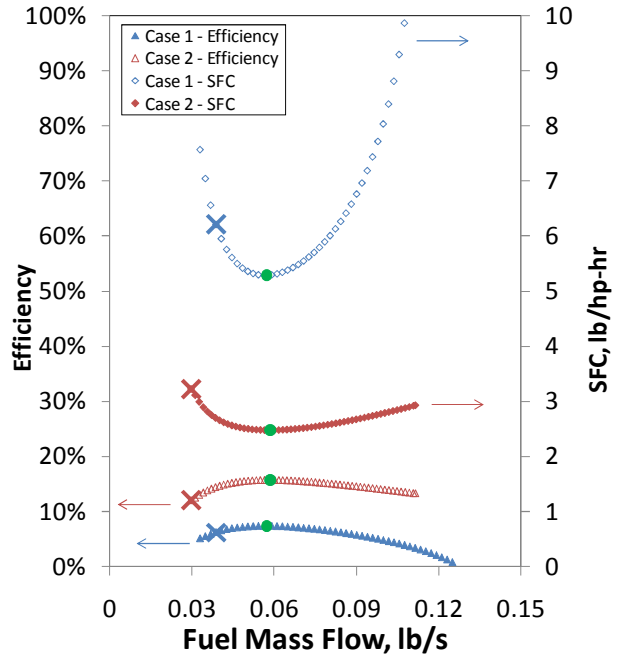 100%
90%
80%
70%
60%
50%
40%
30%
20%
10%
0%
Efficiency
Case 1 - Efficiency
Case 2 - Efficiency
Case 1 - SFC
Case 2 - SFC
10
9
8
7
6
5
4
3
2
1
0
SFC, lb/hp-hr
0 0.03 0.06 0.09 0.12 0.15
Fuel Mass Flow, lb/s